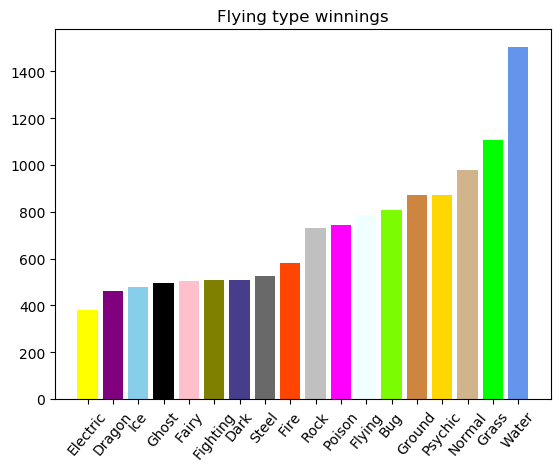 Flying type winnings
1400
1200
1000
800
600
400
200
0
Electric
Dragon
Ice
Ghost
Fairy
Fighting
Dark
Steel
Fire
Rock
Poison
Flying
Bug
Ground
Psychic
Normal
Grass
Water